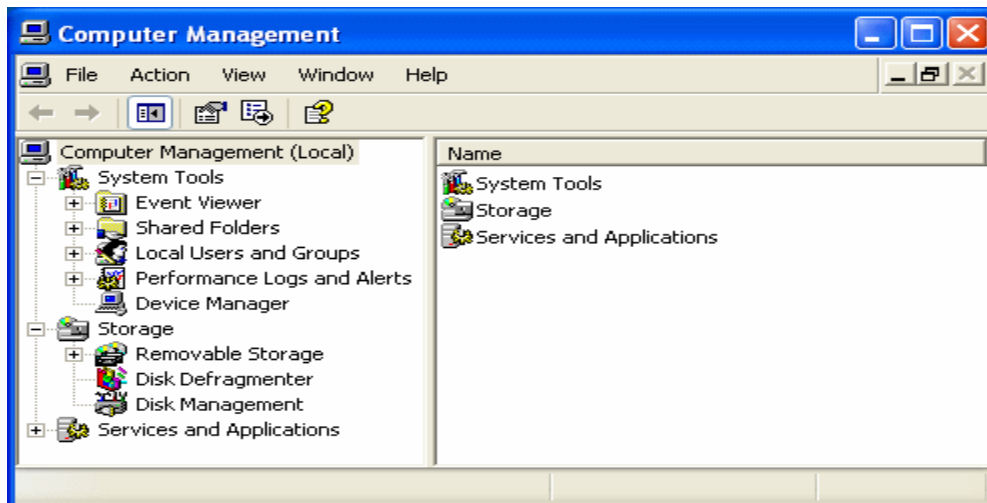 Computer Management
File Action View Window Help
Computer Management (Local)
System Tools
Event Viewer
Shared Folders
Local Users and Groups
Performance Logs and Alerts
Device Manager
Storage
Removable Storage
Disk Defragmenter
Disk Management
Services and Applications
Name
System Tools
Storage
Services and Applications